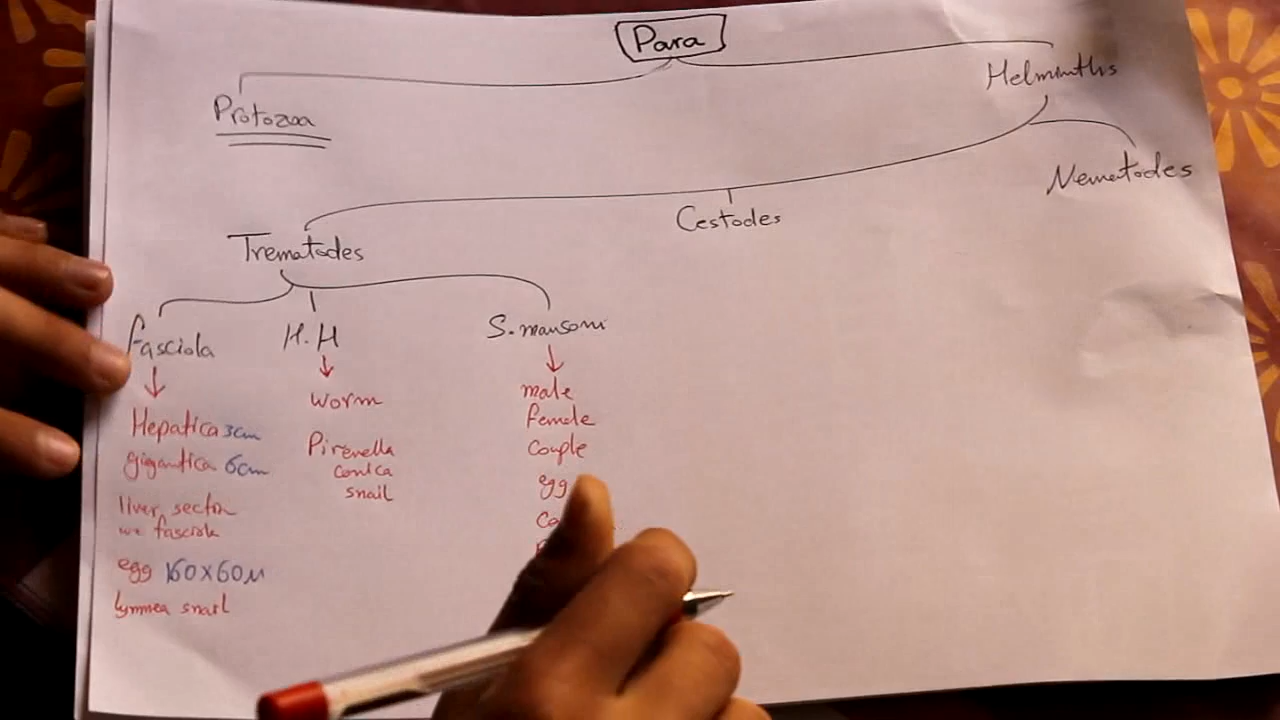 Para
Protozoa
Helminths
Nematodes
Cestodes
Trematodes
Fasciola
H.H
S. mansoni
Hepatica 3cm
gigantica 6cm
liver section
we fasciola
egg 160x60μ
lymnea snail
worm
Pirenella
conica
snail
male
female
couple
egg